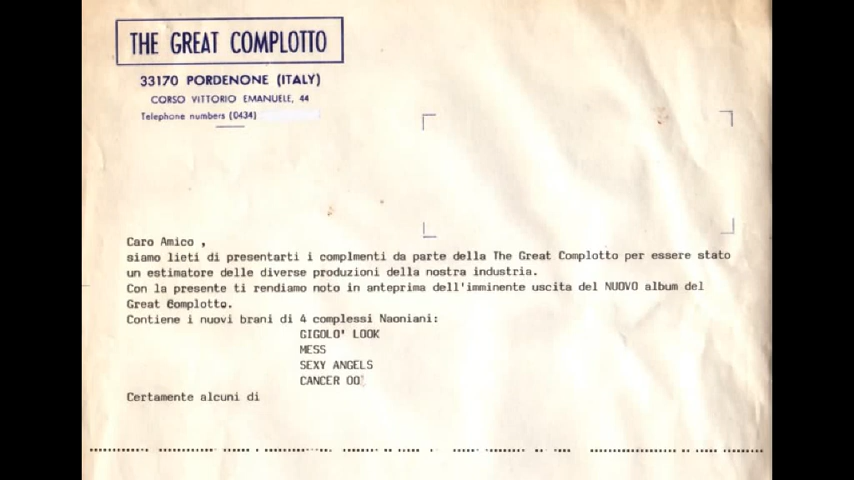 THE GREAT COMPLOTTO
33170 PORDENONE (ITALY)
CORSO VITTORIO EMANUELE, 44
Telephone numbers (0434)
Caro Amico ,
siamo lieti di presentarti i complmenti da parte della The Great Complotto per essere stato
un estimatore delle diverse produzioni della nostra industria.
Con la presente ti rendiamo noto in anteprima dell'imminente uscita del NUOVO album del
Great Complotto.
Contiene i nuovi brani di 4 complessi Naoniani:
GIGOLO' LOOK
MESS
SEXY ANGELS
CANCER OO
Certamente alcuni di